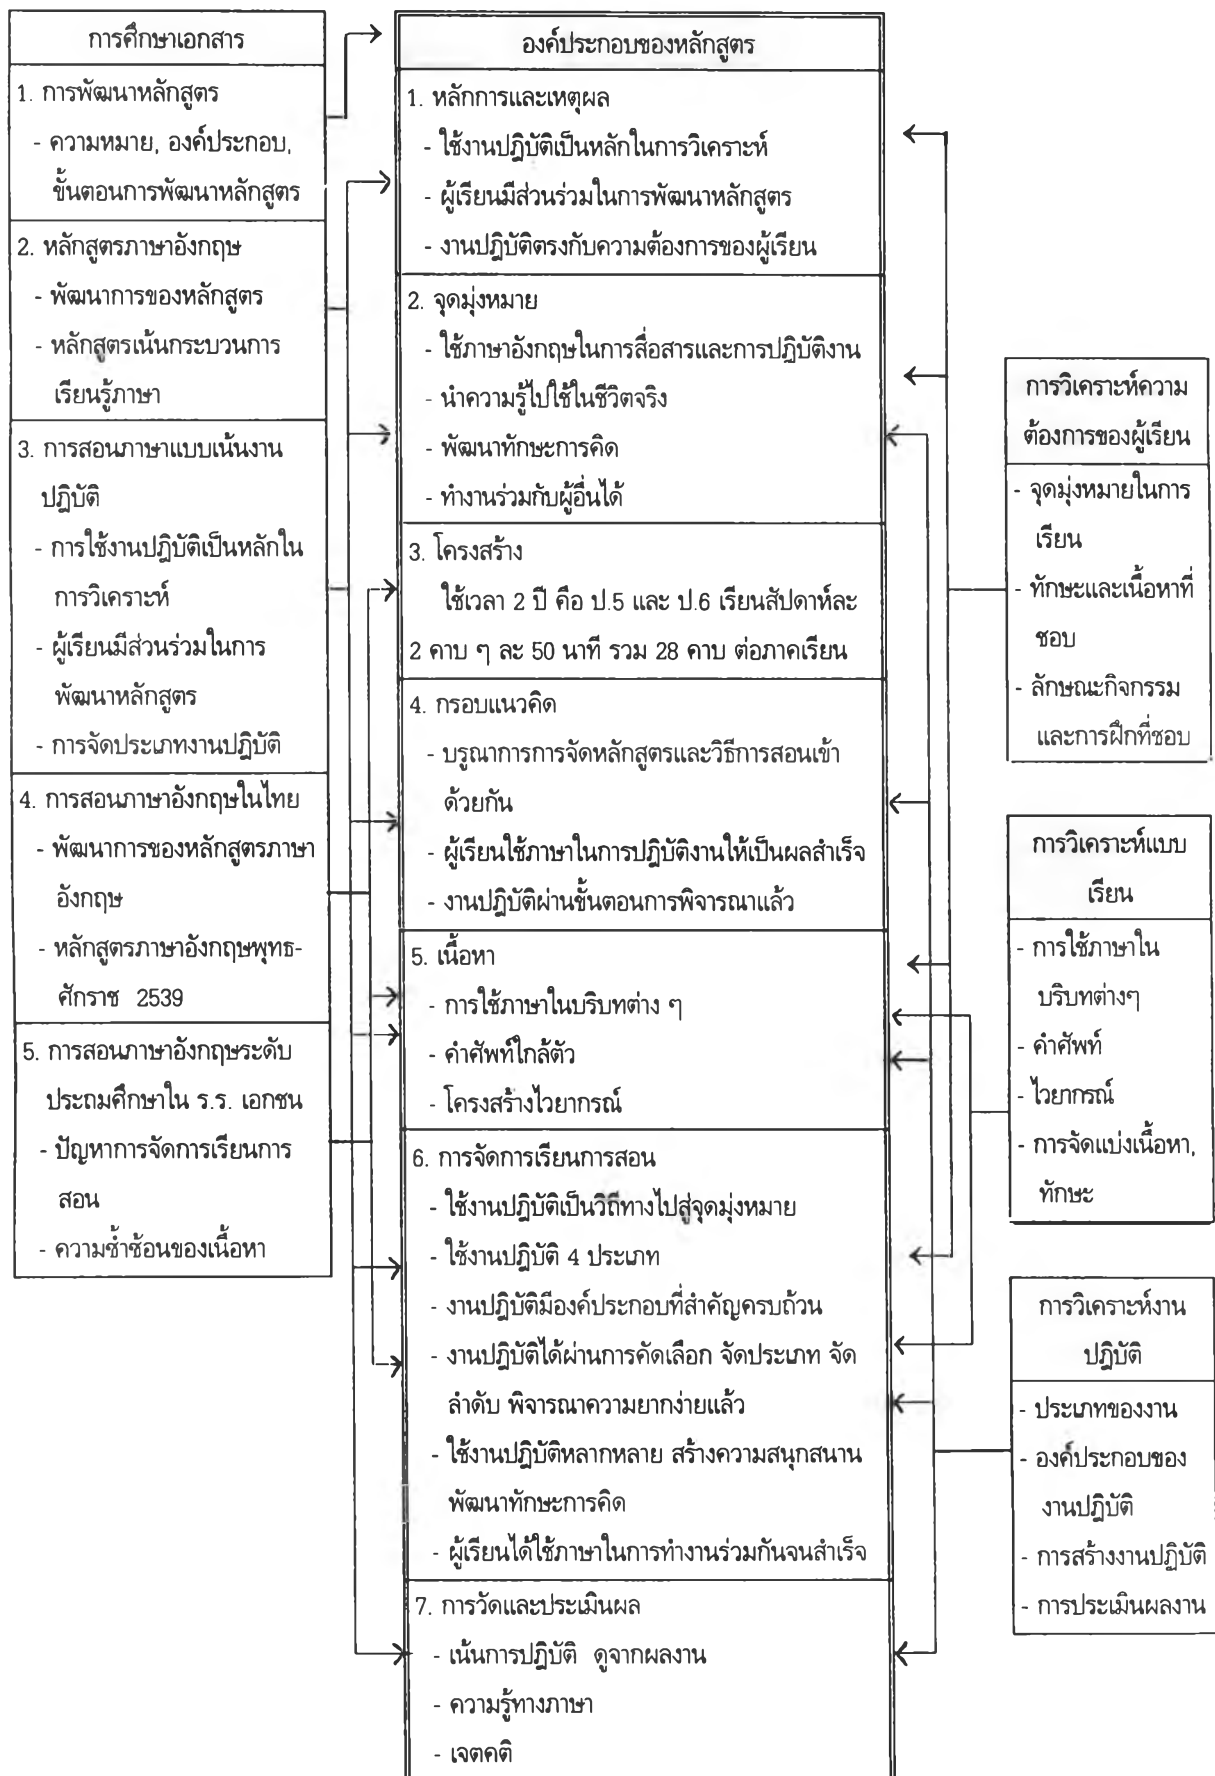 การศึกษาเอกสาร
1. การพัฒนาหลักสูตร
- ความหมาย, องค์ประกอบ,
ขั้นตอนการพัฒนาหลักสูตร
2. หลักสูตรภาษาอังกฤษ
- พัฒนาการของหลักสูตร
- หลักสูตรเน้นกระบวนการ
เรียนรู้ภาษา
3. การสอนภาษาแบบเน้นงาน
ปฏิบัติ
- การใช้งานปฏิบัติเป็นหลักใน
การวิเคราะห์
- ผู้เรียนมีส่วนร่วมในการ
พัฒนาหลักสูตร
- การจัดประเภทงานปฏิบัติ
4. การสอนภาษาอังกฤษในไทย
- พัฒนาการของหลักสูตรภาษา
อังกฤษ
- หลักสูตรภาษาอังกฤษพุทธ-
ศักราช 2539
5. การสอนภาษาอังกฤษระดับ
ประถมศึกษาใน ร.ร. เอกชน
- ปัญหาการจัดการเรียนการ
สอน
- ความซ้ำซ้อนของเนื้อหา
องค์ประกอบของหลักสูตร
1. หลักการและเหตุผล
- ใช้งานปฏิบัติเป็นหลักในการวิเคราะห์
- ผู้เรียนมีส่วนร่วมในการพัฒนาหลักสูตร
- งานปฏิบัติตรงกับความต้องการของผู้เรียน
2. จุดมุ่งหมาย
- ใช้ภาษาอังกฤษในการสื่อสารและการปฏิบัติงาน
- นำความรู้ไปใช้ในชีวิตจริง
- พัฒนาทักษะการคิด
- ทำงานร่วมกับผู้อื่นได้
3. โครงสร้าง
ใช้เวลา 2 ปี คือ ป.5 และ ป.6 เรียนสัปดาห์ละ
2 คาบ ๆ ละ 50 นาที รวม 28 คาบ ต่อภาคเรียน
4. กรอบแนวคิด
- บรูณาการการจัดหลักสูตรและวิธีการสอนเข้า
ด้วยกัน
- ผู้เรียนใช้ภาษาในการปฏิบัติงานให้เป็นผลสำเร็จ
- งานปฏิบัติผ่านขั้นตอนการพิจารณาแล้ว
5. เนื้อหา
- การใช้ภาษาในบริบทต่าง ๆ
- คำศัพท์ใกล้ตัว
- โครงสร้างไวยากรณ์
6. การจัดการเรียนการสอน
- ใช้งานปฏิบัติเป็นวิถีทางไปสู่จุดมุ่งหมาย
- ใช้งานปฏิบัติ 4 ประเภท
- งานปฏิบัติมีองค์ประกอบที่สำคัญครบถ้วน
- งานปฏิบัติได้ผ่านการคัดเลือก จัดประเภท จัด
ลำดับ พิจารณาความยากง่ายแล้ว
- ใช้งานปฏิบัติหลากหลาย สร้างความสนุกสนาน
พัฒนาทักษะการคิด
- ผู้เรียนได้ใช้ภาษาในการทำงานร่วมกันจนสำเร็จ
7. การวัดและประเมินผล
- เน้นการปฏิบัติ ดูจากผลงาน
- ความรู้ทางภาษา
- เจตคติ
การวิเคราะห์ความ
ต้องการของผู้เรียน
- จุดมุ่งหมายในการ
เรียน
- ทักษะและเนื้อหาที่
ชอบ
- ลักษณะกิจกรรม
และการฝึกที่ชอบ
การวิเคราะห์แบบ
เรียน
- การใช้ภาษาใน
บริบทต่างๆ
- คำศัพท์
- ไวยากรณ์
- การจัดแบ่งเนื้อหา,
ทักษะ
การวิเคราะห์งาน
ปฏิบัติ
- ประเภทของงาน
- องค์ประกอบของ
งานปฏิบัติ
- การสร้างงานปฏิบัติ
- การประเมินผลงาน